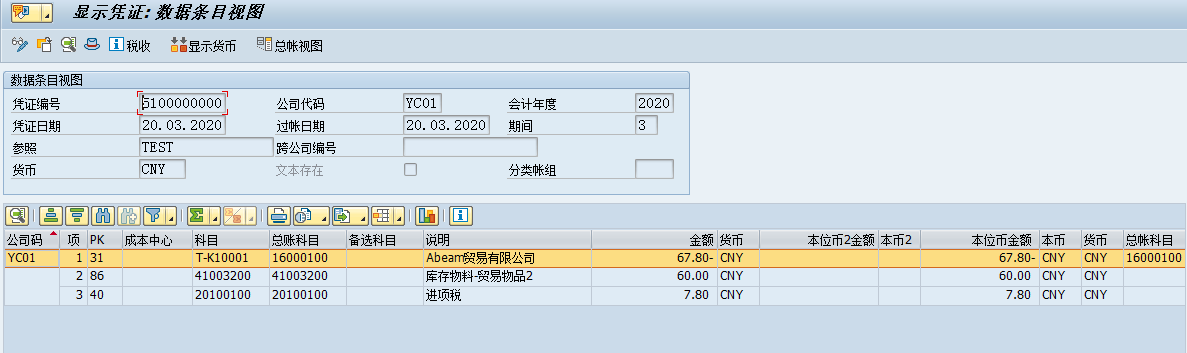 显示凭证: 数据条目视图
税收 显示货币 总帐视图
数据条目视图
凭证编号 5100000000 公司代码 YC01 会计年度 2020
凭证日期 20.03.2020 过帐日期 20.03.2020 期间 3
参照 TEST 跨公司编号
货币 CNY 文本存在 分类帐组
公司码 项 PK 成本中心 科目 总账科目 备选科目 说明 金额 货币 本位币2金额 本币2 本位币金额 本币 货币 总帐科目
YC01 1 31 T-K10001 16000100 Abeam贸易有限公司 67.80- CNY 67.80- CNY CNY 16000100
2 86 41003200 41003200 库存物料-贸易物品2 60.00 CNY 60.00 CNY CNY
3 40 20100100 20100100 进项税 7.80 CNY 7.80 CNY CNY